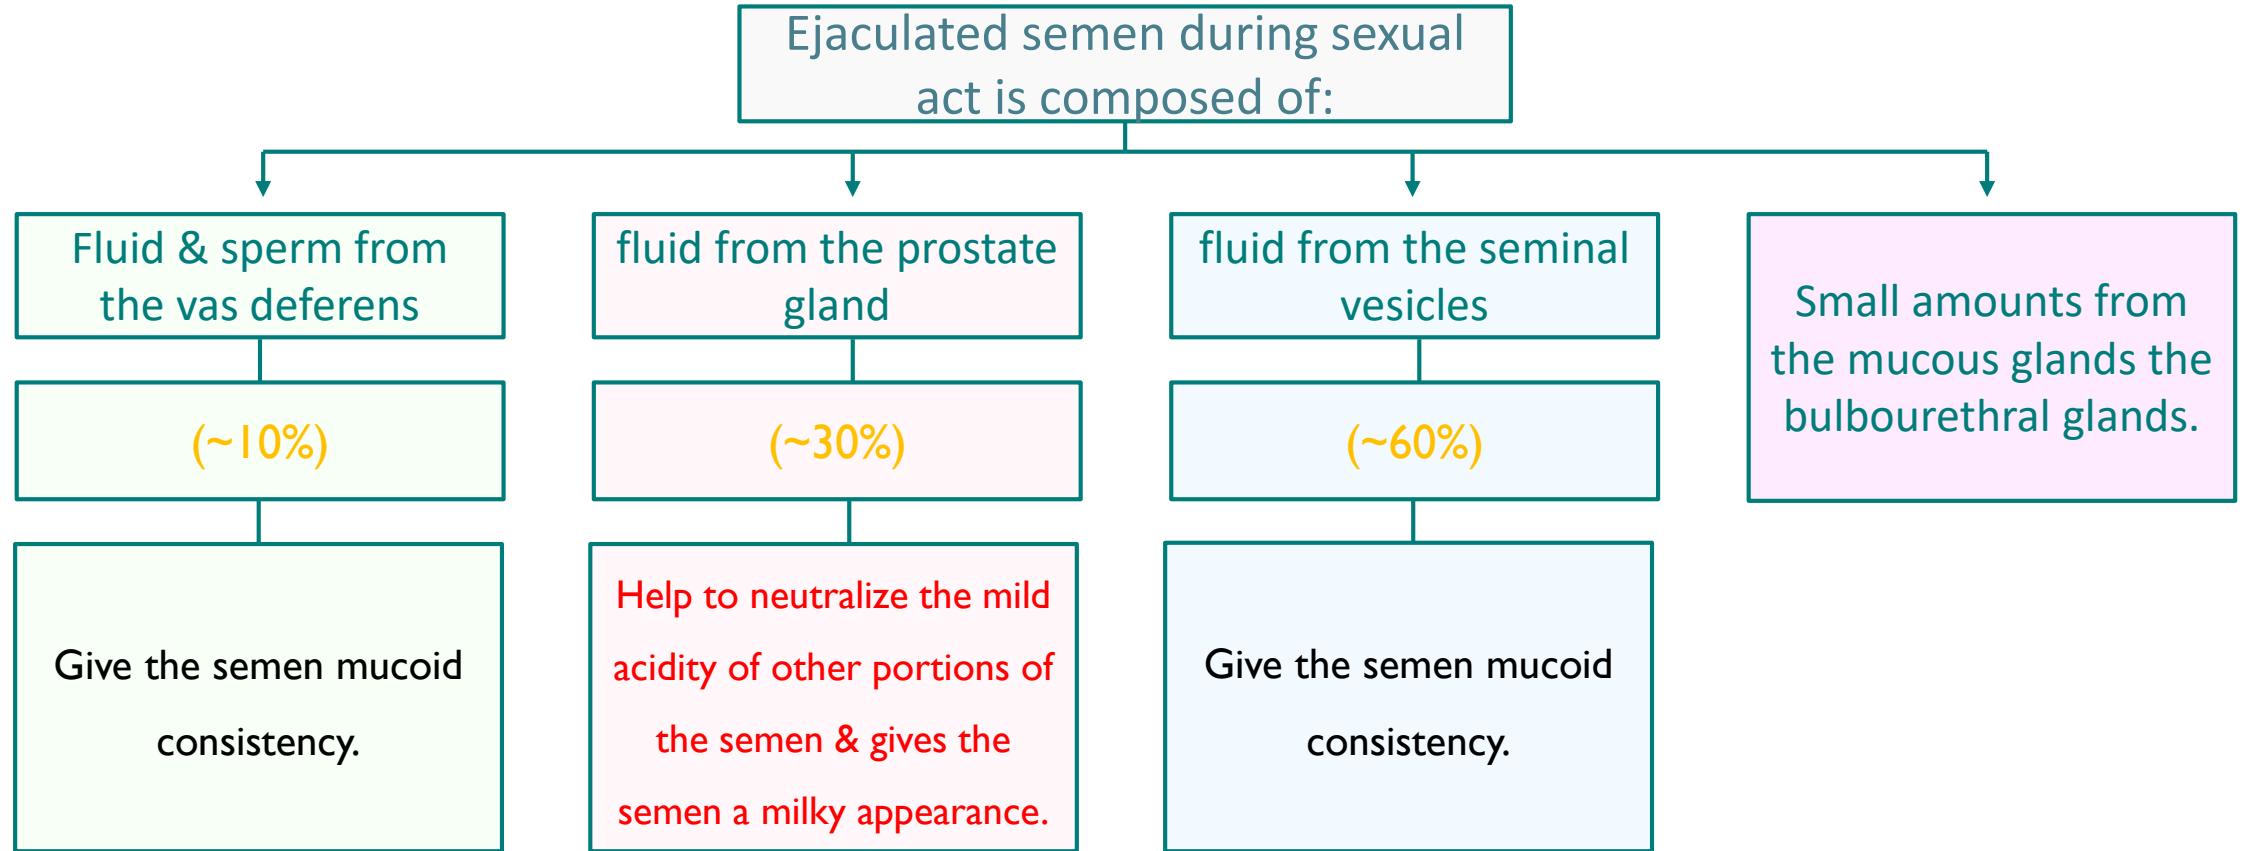 Ejaculated semen during sexual
act is composed of:
Fluid & sperm from
the vas deferens
(~10%)
Give the semen mucoid
consistency.
fluid from the prostate
gland
(~30%)
Help to neutralize the mild
acidity of other portions of
the semen & gives the
semen a milky appearance.
fluid from the seminal
vesicles
(~60%)
Give the semen mucoid
consistency.
Small amounts from
the mucous glands the
bulbourethral glands.